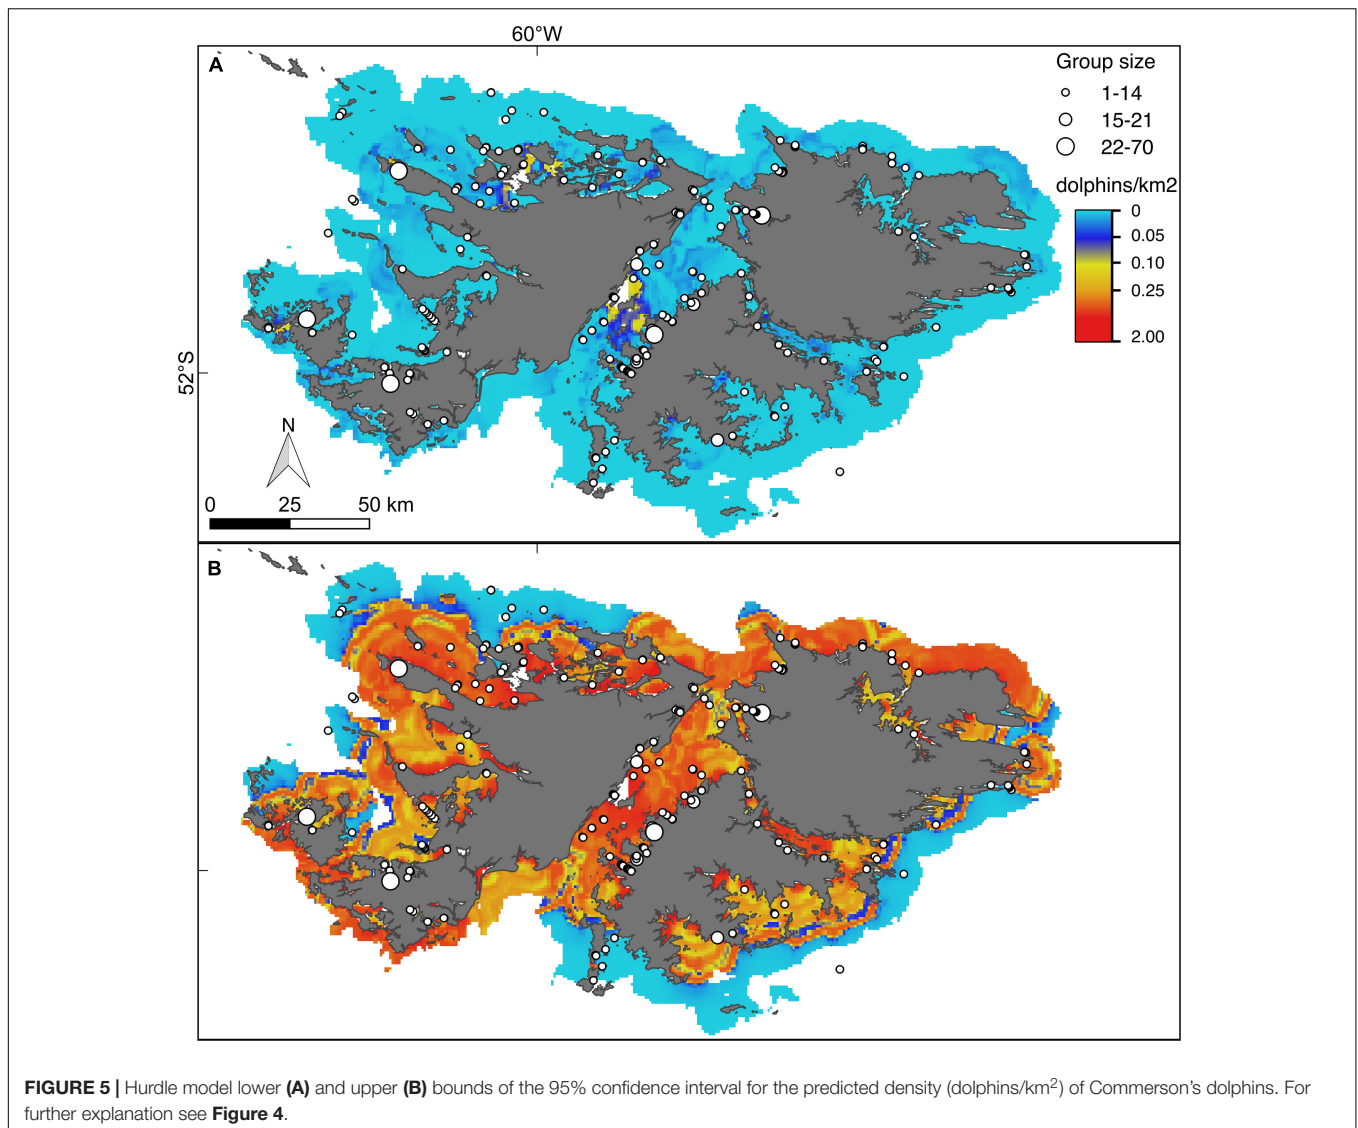 60°W
A
Group size
1-14
15-21
22-70
dolphins/km2
0
0.05
0.10
0.25
2.00
52°S
N
0 25 50 km
B
FIGURE 5 | Hurdle model lower (A) and upper (B) bounds of the 95% confidence interval for the predicted density (dolphins/km²) of Commerson's dolphins. For
further explanation see Figure 4.